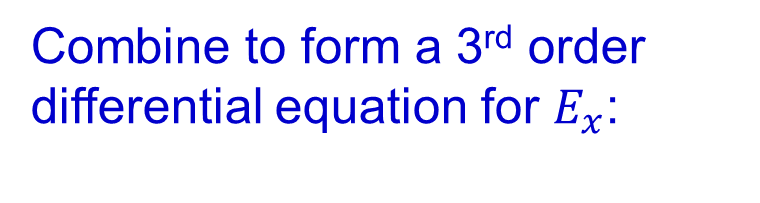 Combine to form a 3rd order
differential equation for Eₓ: